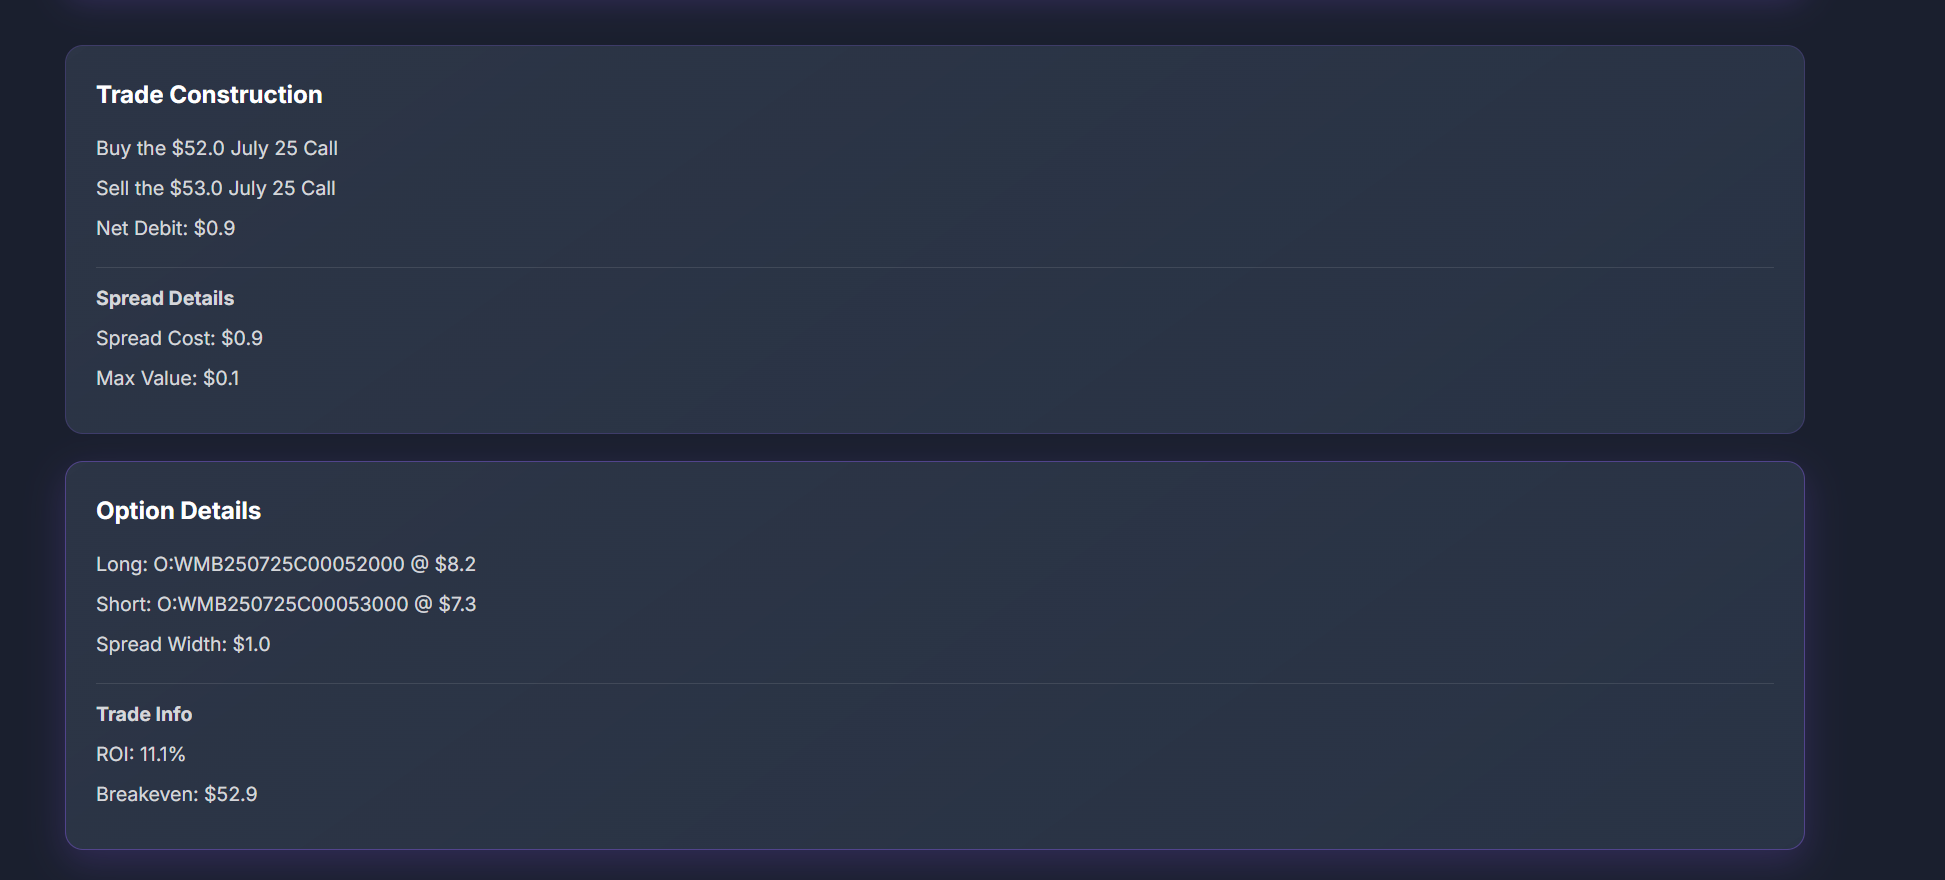 Trade Construction
Buy the $52.0 July 25 Call
Sell the $53.0 July 25 Call
Net Debit: $0.9
Spread Details
Spread Cost: $0.9
Max Value: $0.1
Option Details
Long: O:WMB250725C00052000 @ $8.2
Short: O:WMB250725C00053000 @ $7.3
Spread Width: $1.0
Trade Info
ROI: 11.1%
Breakeven: $52.9